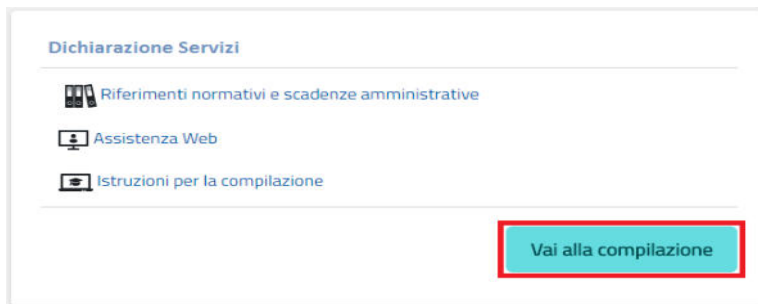 Dichiarazione Servizi
Riferimenti normativi e scadenze amministrative
Assistenza Web
Istruzioni per la compilazione
Vai alla compilazione